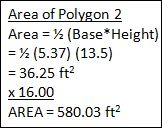 Area of Polygon 2
Area = ½ (Base*Height)
= ½ (5.37) (13.5)
= 36.25 ft²
x 16.00
AREA = 580.03 ft²